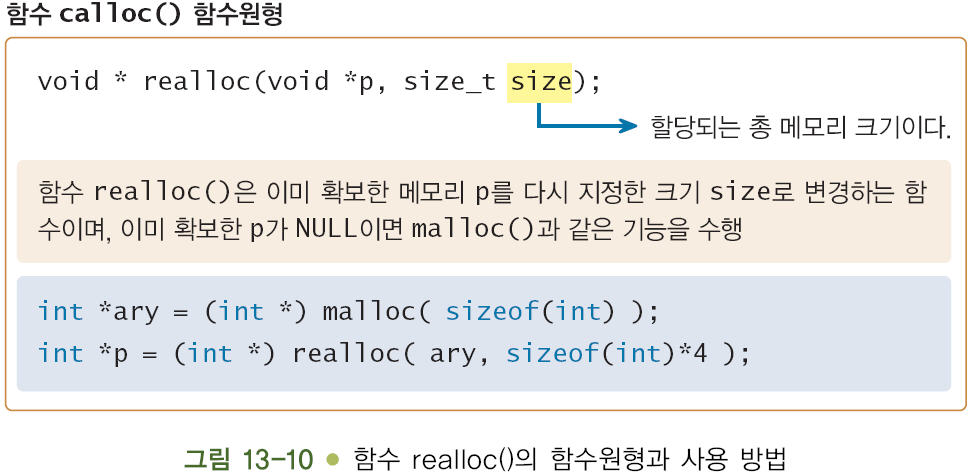 함수 calloc() 함수원형
void * realloc(void *p, size_t size);
할당되는 총 메모리 크기이다.
함수 realloc()은 이미 확보한 메모리 p를 다시 지정한 크기 size로 변경하는 함
수이며, 이미 확보한 p가 NULL이면 malloc()과 같은 기능을 수행
int *ary = (int *) malloc( sizeof(int) );
int *p = (int *) realloc( ary, sizeof(int)*4 );
그림 13-10 ● 함수 realloc()의 함수원형과 사용 방법